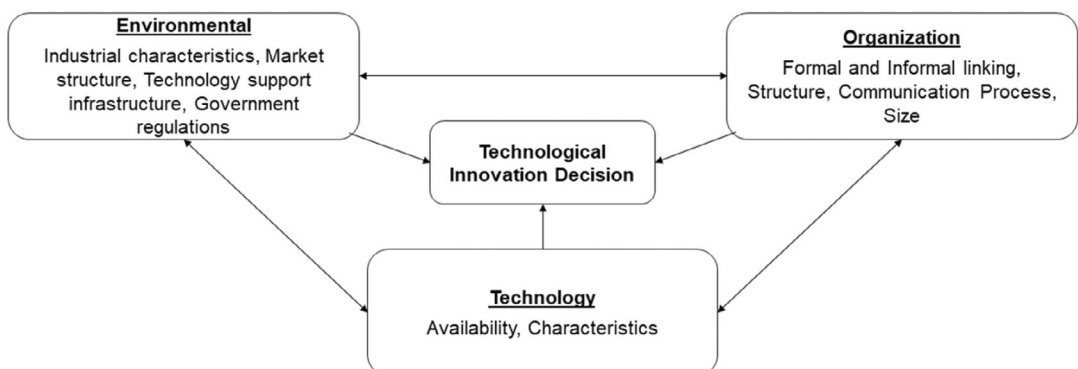 Environmental
Industrial characteristics, Market
structure, Technology support
infrastructure, Government
regulations
Organization
Formal and Informal linking,
Structure, Communication Process,
Size
Technological
Innovation Decision
Technology
Availability, Characteristics